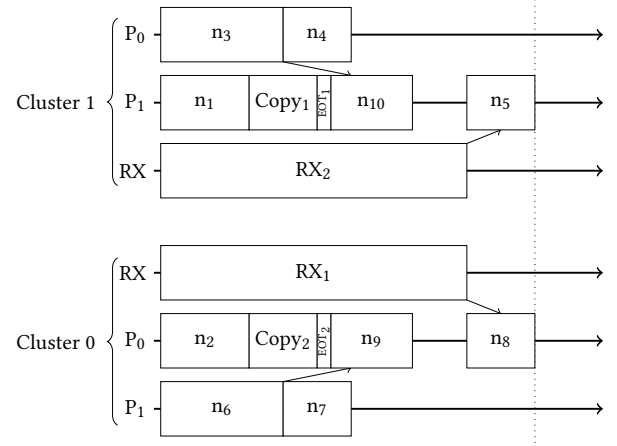 P₀ n₃ n₄
Cluster 1 P₁ n₁ Copy₁ EOT₁ n₁₀ n₅
RX RX₂
RX RX₁
Cluster 0 P₀ n₂ Copy₂ EOT₂ n₉ n₈
P₁ n₆ n₇